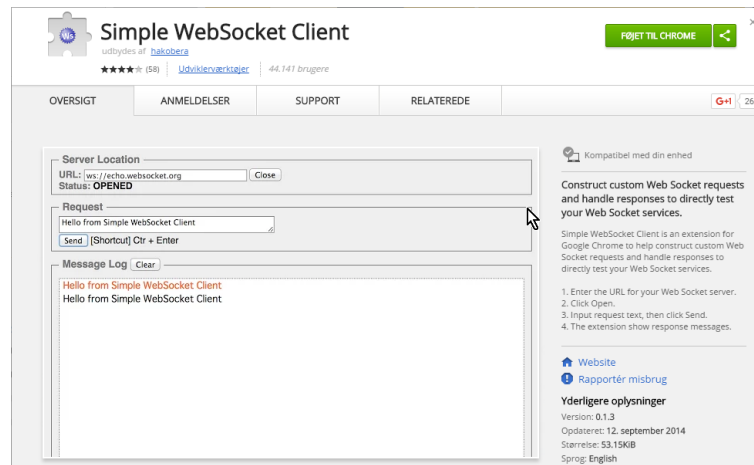 Ws
Simple WebSocket Client
udbydes af hakobera
(58) Udviklerværktøjer 44.141 brugere
FØJET TIL CHROME
OVERSIGT ANMELDELSER SUPPORT RELATEREDE
G+1 26
Server Location
URL: ws://echo.websocket.org Close
Status: OPENED
Request
Hello from Simple WebSocket Client
Send [Shortcut] Ctr + Enter
Message Log Clear
Hello from Simple WebSocket Client
Hello from Simple WebSocket Client
Kompatibel med din enhed
Construct custom Web Socket requests
and handle responses to directly test
your Web Socket services.
Simple WebSocket Client is an extension for
Google Chrome to help construct custom Web
Socket requests and handle responses to
directly test your Web Socket services.
1. Enter the URL for your Web Socket server.
2. Click Open.
3. Input request text, then click Send.
4. The extension show response messages.
Website
Rapportér misbrug
Yderligere oplysninger
Version: 0.1.3
Opdateret: 12. september 2014
Størrelse: 53.15KiB
Sprog: English